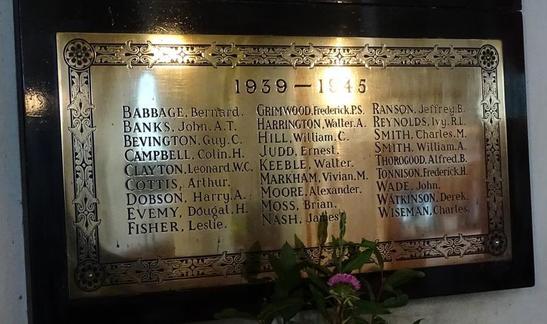 1939—1945
BABBAGE, Bernard.
BANKS, John. A.T.
BEVINGTON, Guy. C.
CAMPBELL, Colin. H.
CLAYTON, Leonard. W.C.
COTTIS, Arthur.
DOBSON, Harry. A.
EVEMY, Dougal. H
FISHER, Leslie.
GRIMWOOD, Frederick. P.S.
HARRINGTON, Walter. A.
HILL, William. C.
JUDD, Ernest.
KEEBLE, Walter.
MARKHAM, Vivian. M.
MOORE, Alexander.
MOSS, Brian.
NASH, James.
RANSON, Jeffrey. B.
REYNOLDS, Ivy. R.L.
SMITH, Charles. M.
SMITH, William. A.
THOROGOOD, Alfred. B.
TONNISON, Frederick. H.
WADE, John.
WATKINSON, Derek.
WISEMAN, Charles.